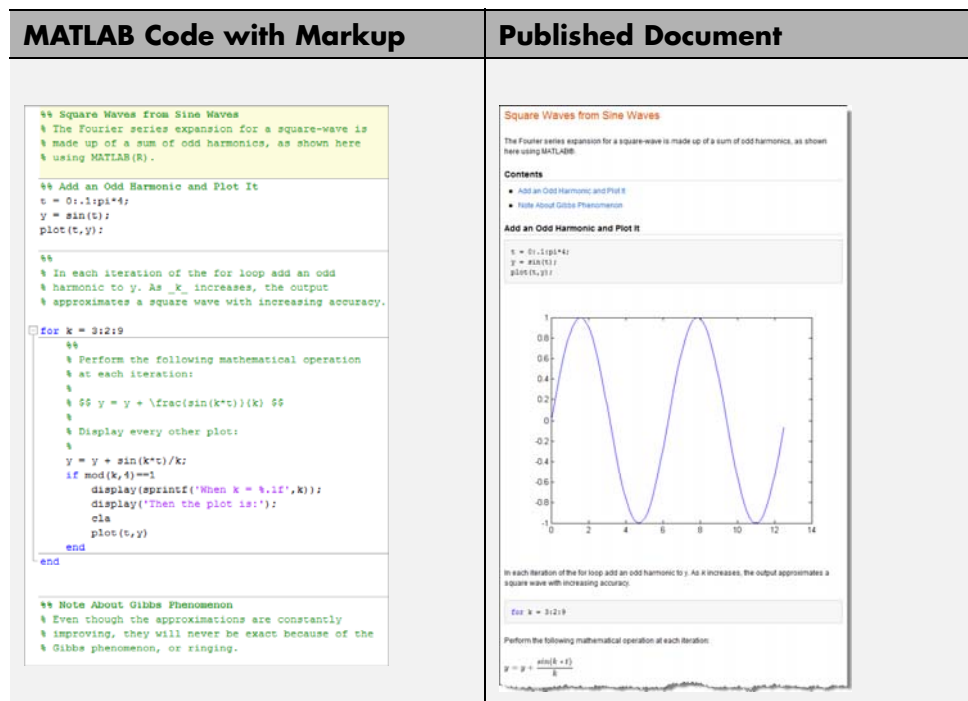 MATLAB Code with Markup
Published Document
%% Square Waves from Sine Waves
% The Fourier series expansion for a square-wave is
% made up of a sum of odd harmonics, as shown here
% using MATLAB(R).
%% Add an Odd Harmonic and Plot It
t = 0:.1:pi*4;
y = sin(t);
plot(t,y);
%%
% In each iteration of the for loop add an odd
% harmonic to y. As _k_ increases, the output
% approximates a square wave with increasing accuracy.
for k = 3:2:9
%%
% Perform the following mathematical operation
% at each iteration:
%
% $$ y = y + \frac{sin(k*t)}{k} $$
%
% Display every other plot:
%
y = y + sin(k*t)/k;
if mod(k,4)==1
display(sprintf('When k = %.1f',k));
display('Then the plot is:');
cla
plot(t,y)
end
end
%% Note About Gibbs Phenomenon
% Even though the approximations are constantly
% improving, they will never be exact because of the
% Gibbs phenomenon, or ringing.
Square Waves from Sine Waves
The Fourier series expansion for a square-wave is made up of a sum of odd harmonics, as shown
here using MATLAB®.
Contents
• Add an Odd Harmonic and Plot It
• Note About Gibbs Phenomenon
Add an Odd Harmonic and Plot It
t = 0:.1:pi*4;
y = sin(t);
plot(t,y);
1
0.8
0.6
0.4
0.2
0
-0.2
-0.4
-0.6
-0.8
-1
0 2 4 6 8 10 12 14
In each iteration of the for loop add an odd harmonic to y. As k increases, the output approximates a
square wave with increasing accuracy.
for k = 3:2:9
Perform the following mathematical operation at each iteration:
y = y + sin(k * t) / k